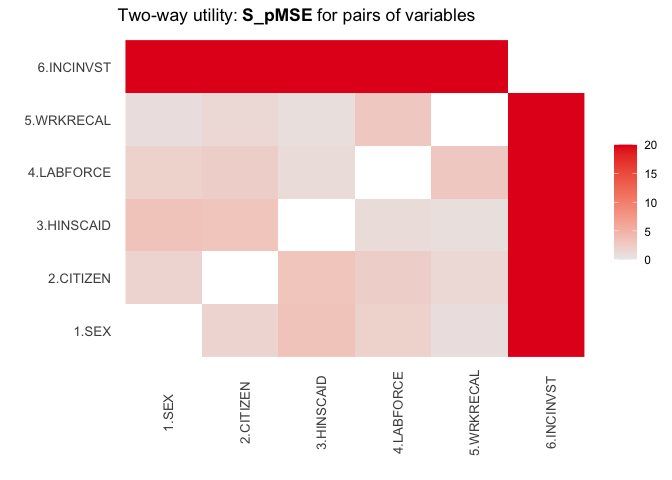 Two-way utility: S_pMSE for pairs of variables
6.INCINVST
5.WRKRECAL
4.LABFORCE
3.HINSCAID
2.CITIZEN
1.SEX
20
15
10
5
0
1.SEX
2.CITIZEN
3.HINSCAID
4.LABFORCE
5.WRKRECAL
6.INCINVST